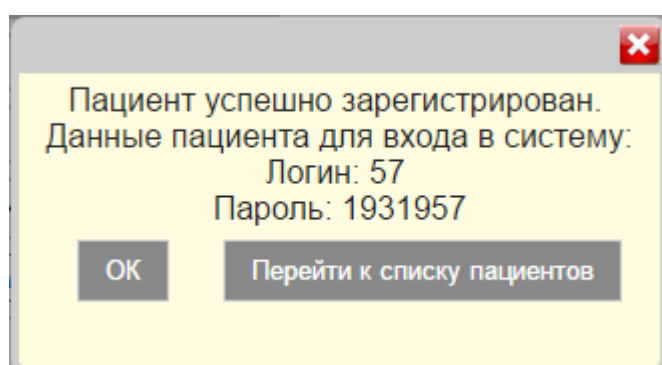 Пациент успешно зарегистрирован.
Данные пациента для входа в систему:
Логин: 57
Пароль: 1931957
ОК
Перейти к списку пациентов